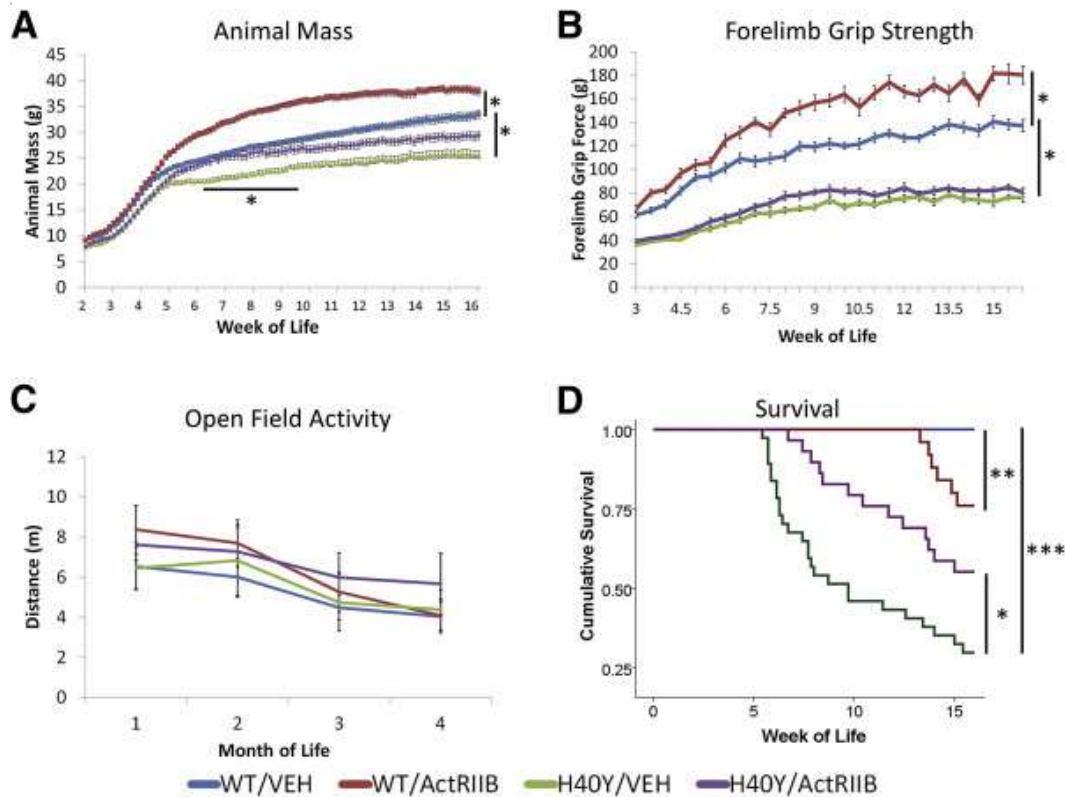 A
Animal Mass
45
40
35
30
25
20
15
10
5
0
Animal Mass (g)
*
*
*
2 3 4 5 6 7 8 9 10 11 12 13 14 15 16
Week of Life
B
Forelimb Grip Strength
200
180
160
140
120
100
80
60
40
20
0
Forelimb Grip Force (g)
*
*
3 4.5 6 7.5 9 10.5 12 13.5 15
Week of Life
C
Open Field Activity
12
10
8
6
4
2
0
Distance (m)
1 2 3 4
Month of Life
D
Survival
1.00
0.75
0.50
0.25
Cumulative Survival
**
***
*
0 5 10 15
Week of Life
WT/VEH WT/ActRIIB H40Y/VEH H40Y/ActRIIB